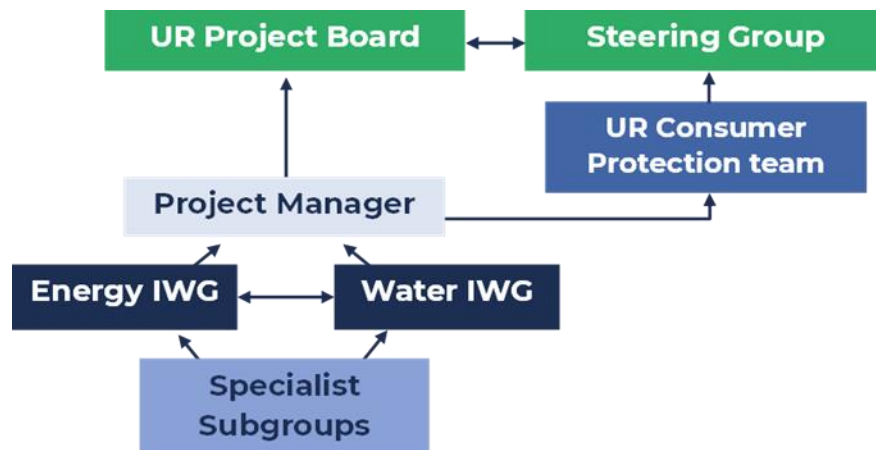 UR Project Board
Steering Group
UR Consumer
Protection team
Project Manager
Energy IWG
Water IWG
Specialist
Subgroups